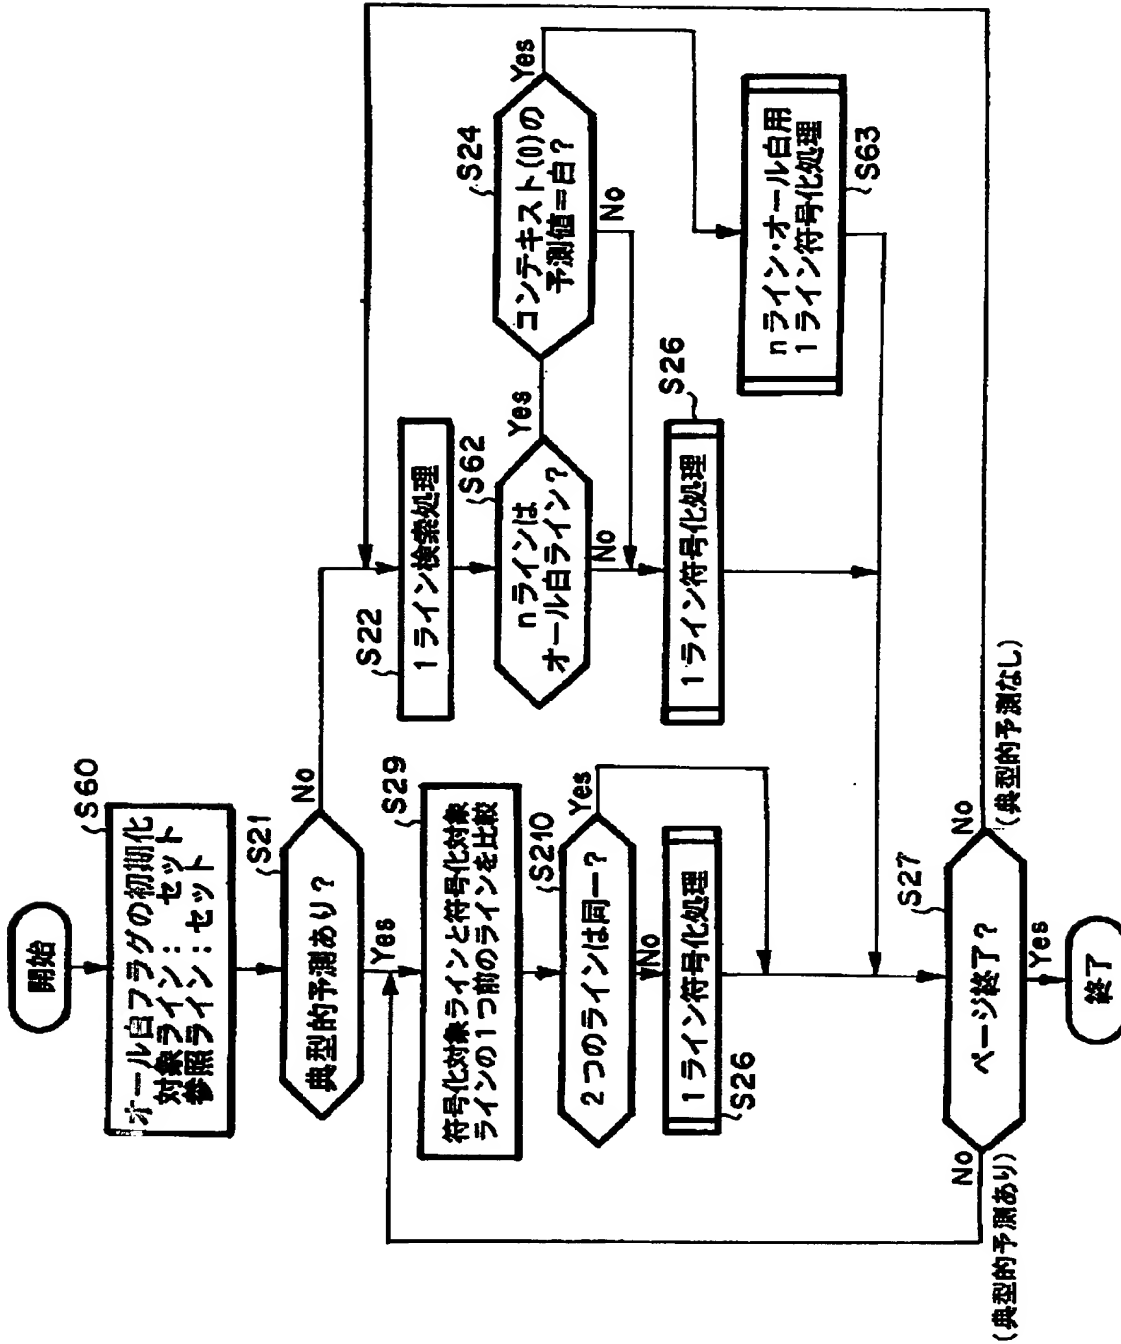 開始
S60
オール白フラグの初期化
対象ライン：セット
参照ライン：セット
S21
典型的予測あり？
No
Yes
S29
符号化対象ラインと符号化対象
ラインの１つ前のラインを比較
S210
２つのラインは同一？
Yes
No
１ライン符号化処理
S26
S22
１ライン検索処理
S62
nラインは
オール白ライン？
Yes
No
S24
コンテキスト(0)の
予測値＝白？
Yes
No
S26
１ライン符号化処理
nライン・オール白用
１ライン符号化処理
S63
S27
ページ終了？
No
(典型的予測なし)
No
(典型的予測あり)
Yes
終了